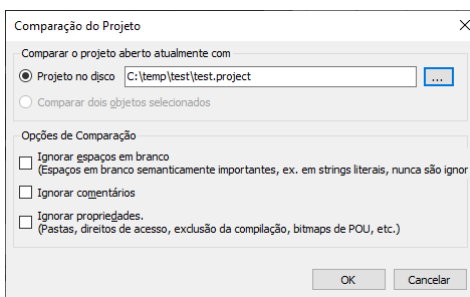 Comparação do Projeto
Comparar o projeto aberto atualmente com
Projeto no disco C:\temp\test\test.project ...
Comparar dois objetos selecionados
Opções de Comparação
Ignorar espaços em branco
(Espaços em branco semanticamente importantes, ex. em strings literais, nunca são ignor
Ignorar comentários
Ignorar propriedades.
(Pastas, direitos de acesso, exclusão da compilação, bitmaps de POU, etc.)
OK Cancelar